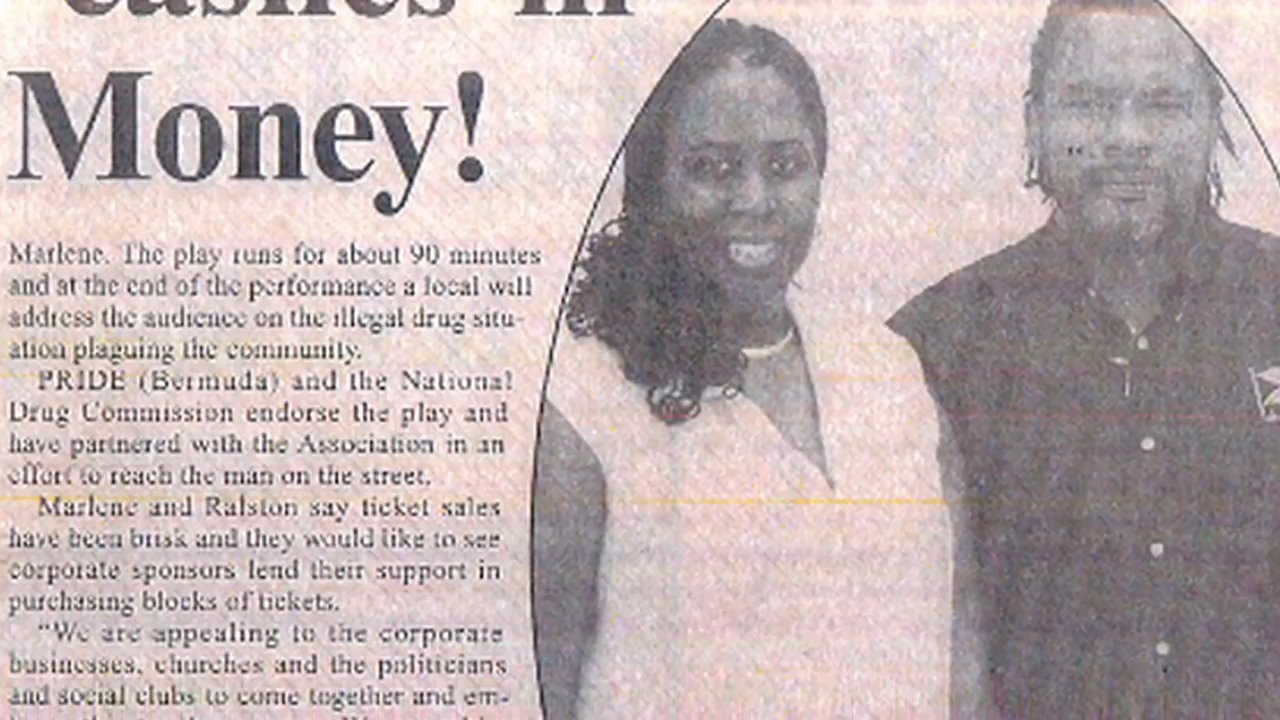 cashes in
Money!
Marlene. The play runs for about 90 minutes
and at the end of the performance a local will
address the audience on the illegal drug situ-
ation plaguing the community.
PRIDE (Bermuda) and the National
Drug Commission endorse the play and
have partnered with the Association in an
effort to reach the man on the street.
Marlene and Ralston say ticket sales
have been brisk and they would like to see
corporate sponsors lend their support in
purchasing blocks of tickets.
"We are appealing to the corporate
businesses, churches and the politicians
and social clubs to come together and em-